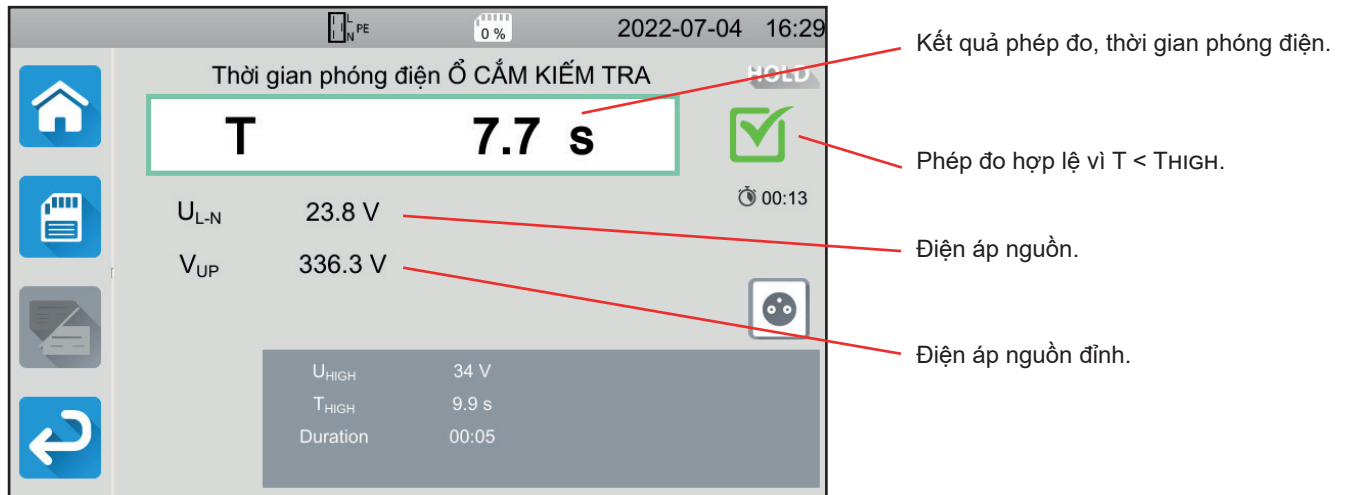 L
N PE
0 %
2022-07-04 16:29
Thời gian phóng điện Ổ CẮM KIẾM TRA
HOLD
T 7.7 s
00:13
UL-N 23.8 V
VUP 336.3 V
UHIGH 34 V
THIGH 9.9 s
Duration 00:05
Kết quả phép đo, thời gian phóng điện.
Phép đo hợp lệ vì T < THIGH.
Điện áp nguồn.
Điện áp nguồn đỉnh.